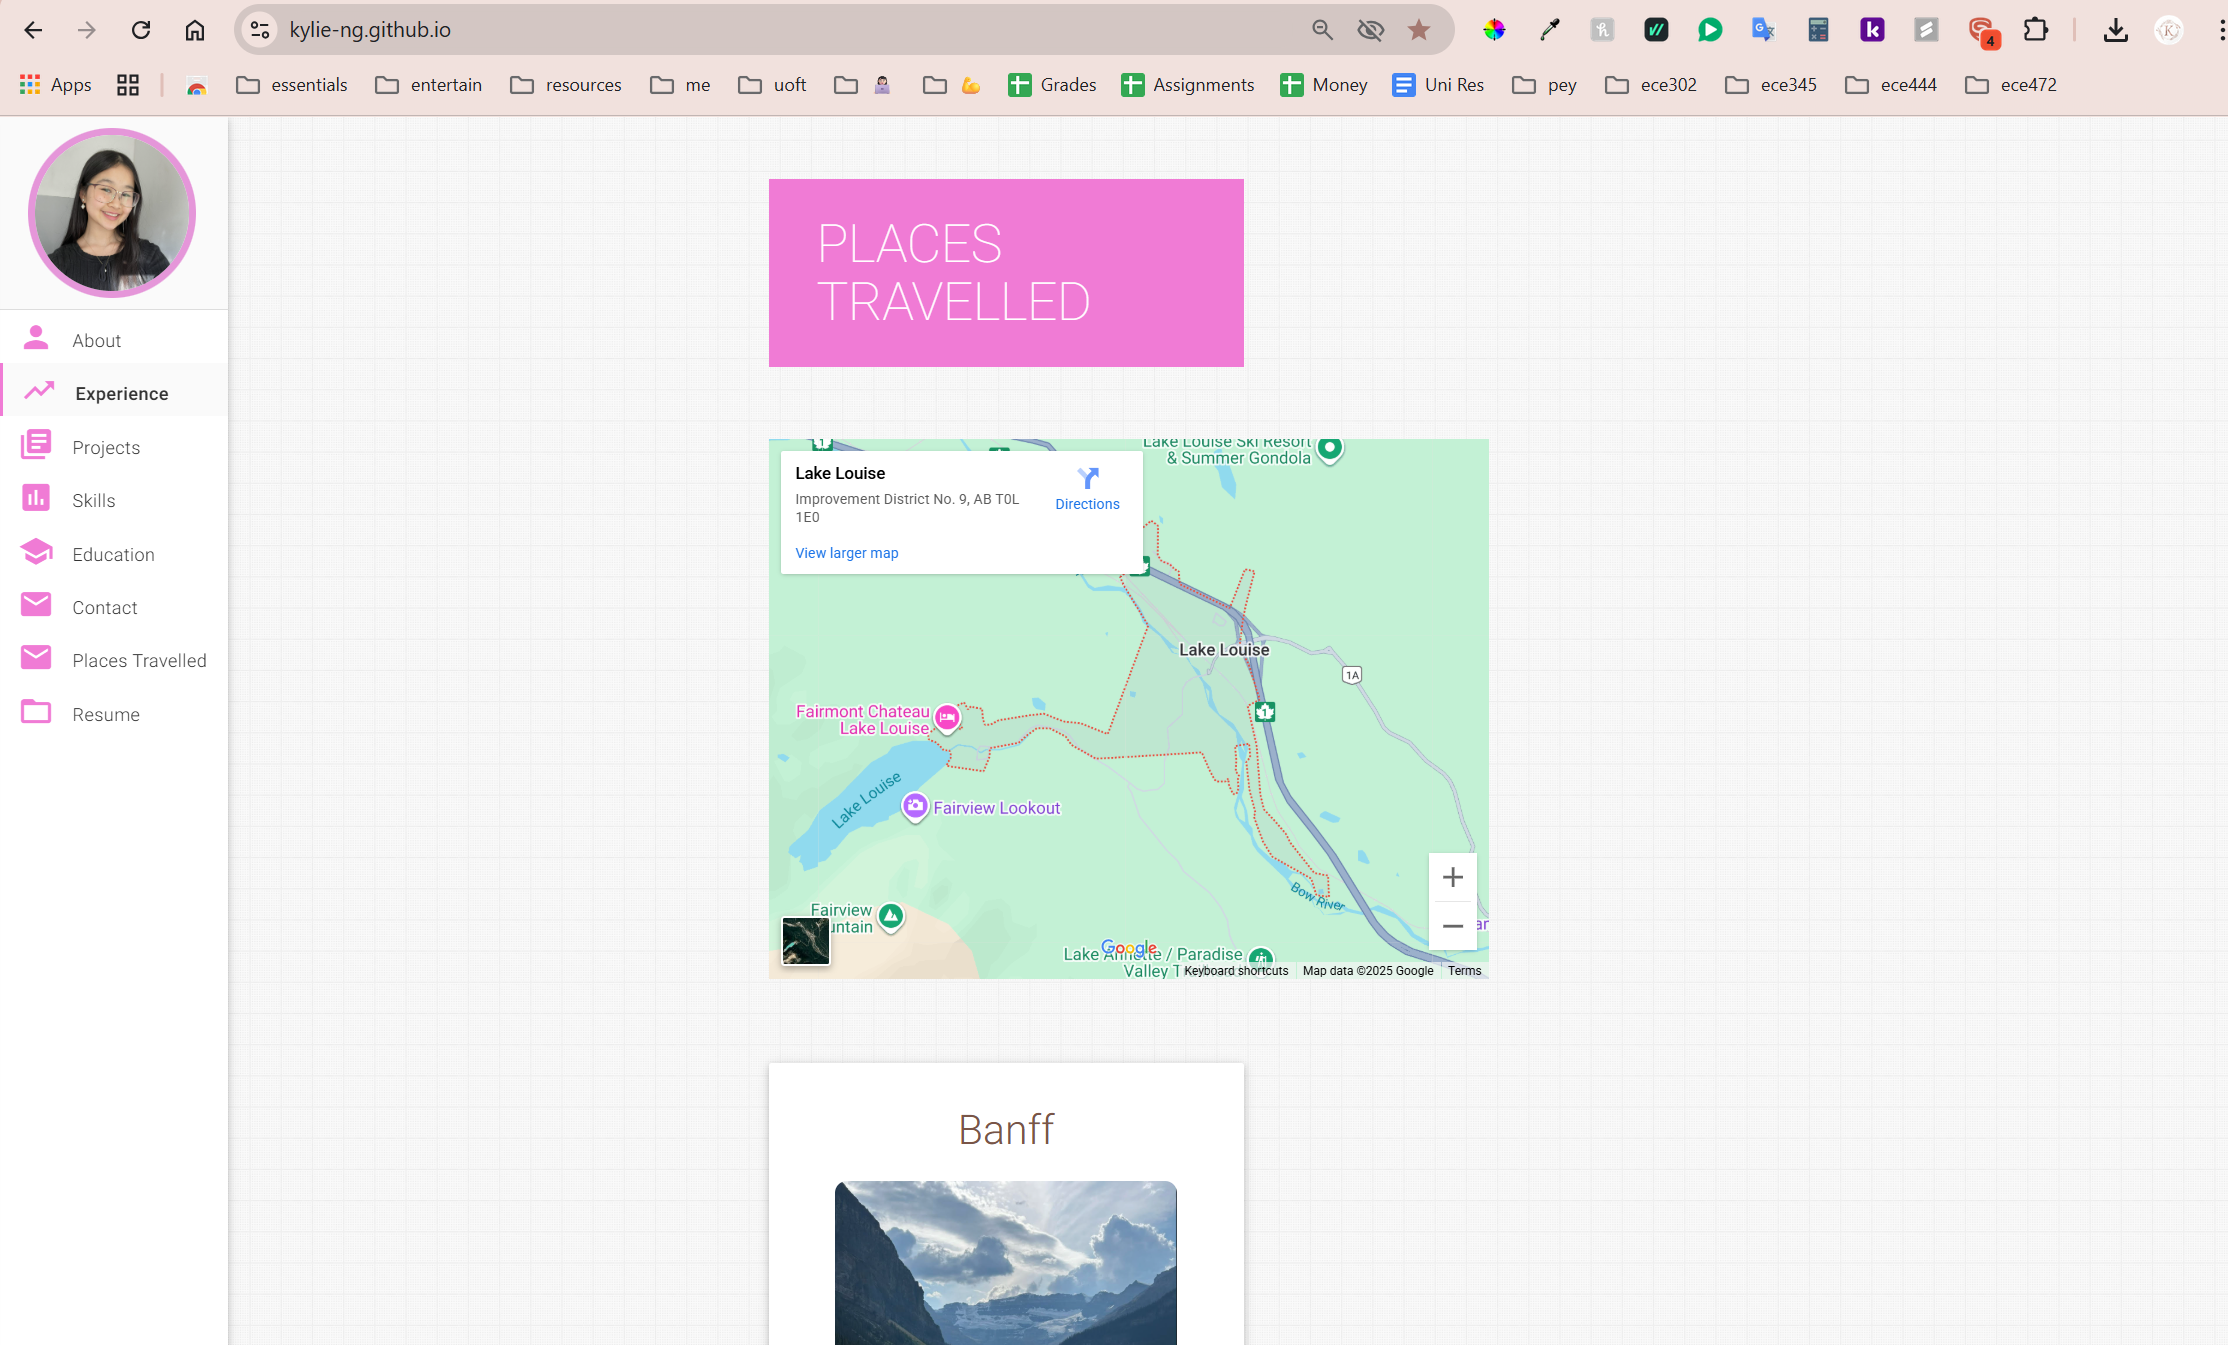 kylie-ng.github.io
4
Apps
essentials
entertain
resources
me
uoft
Grades
Assignments
Money
Uni Res
pey
ece302
ece345
ece444
ece472
About
Experience
Projects
Skills
Education
Contact
Places Travelled
Resume
PLACES
TRAVELLED
Lake Louise
Improvement District No. 9, AB T0L
1E0
Directions
View larger map
1
Lake Louise Ski Resort
& Summer Gondola
Lake Louise
1A
1
Fairmont Chateau
Lake Louise
Lake Louise
Fairview Lookout
Bow River
Fairview
untain
Google
Lake Annette / Paradise
Valley T
Keyboard shortcuts
Map data ©2025 Google
Terms
Banff